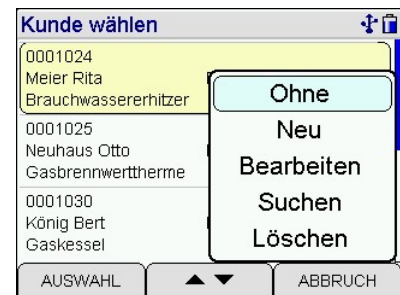 Kunde wählen
0001024
Meier Rita
Brauchwassererhitzer
0001025
Neuhaus Otto
Gasbrennwerttherme
0001030
König Bert
Gaskessel
Ohne
Neu
Bearbeiten
Suchen
Löschen
AUSWAHL
ABBRUCH